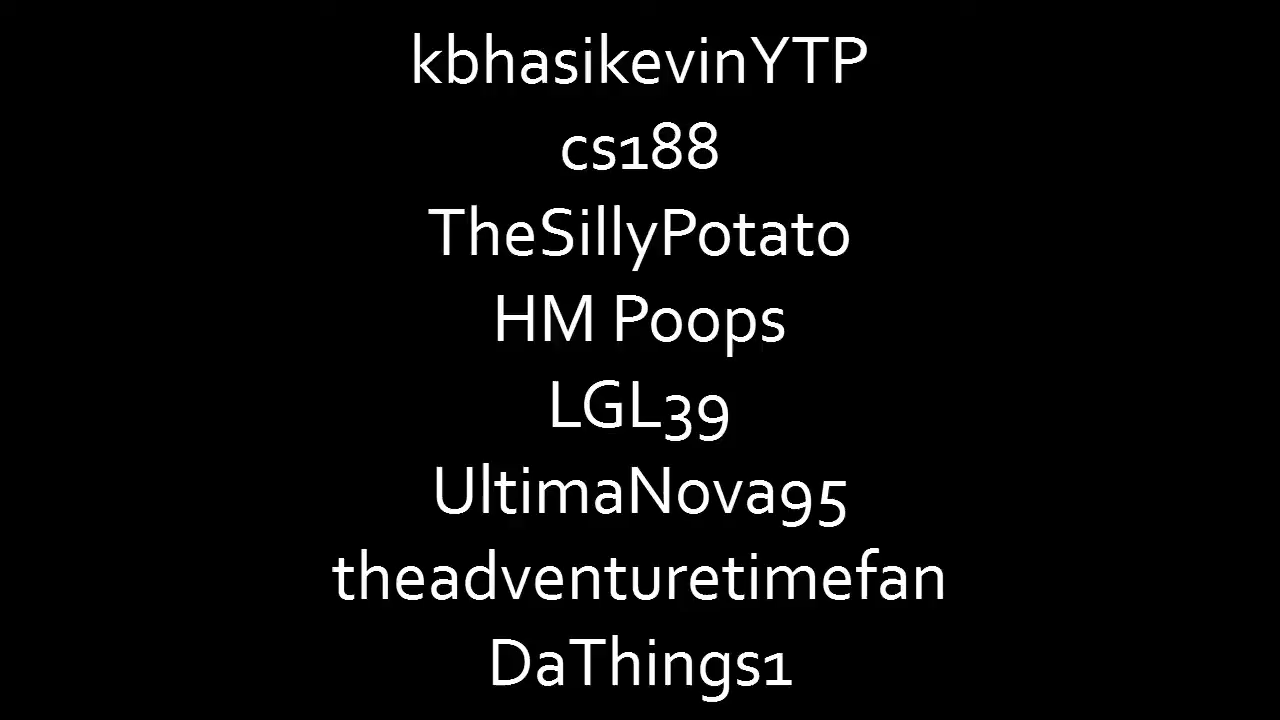 kbhasikevinYTP
cs188
TheSillyPotato
HM Poops
LGL39
UltimaNova95
theadventuretimefan
DaThings1